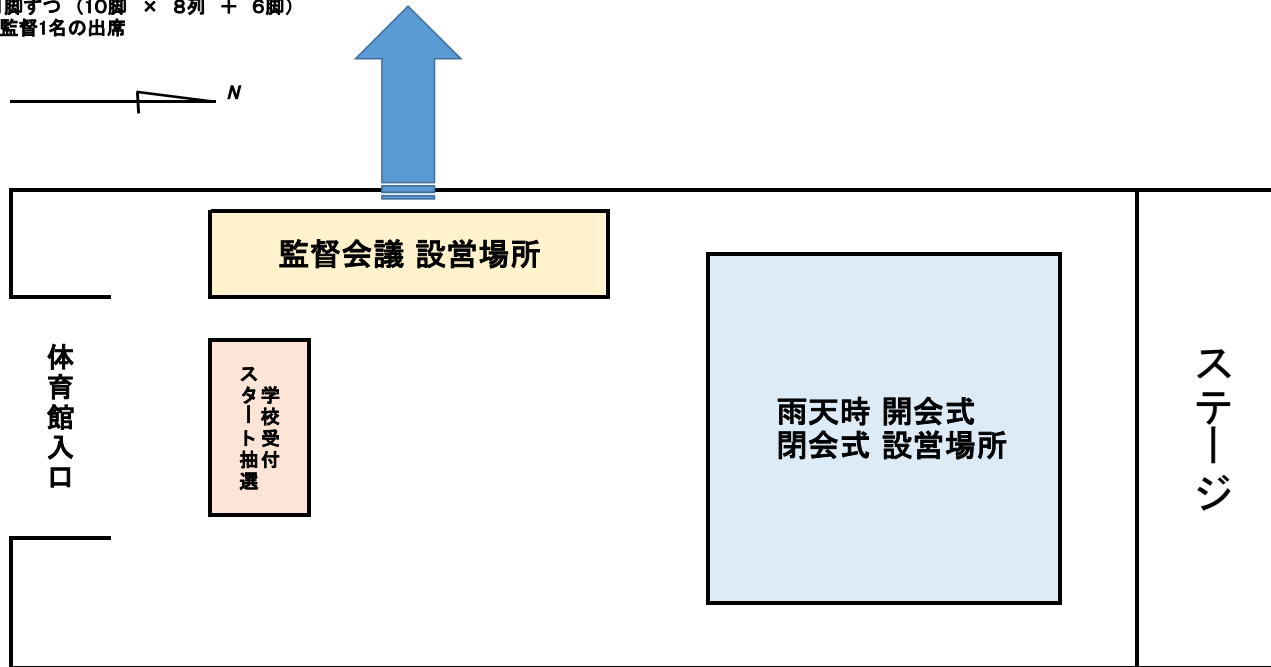 脚ずつ （10脚 × 8列 ＋ 6脚）
監督1名の出席
N
監督会議 設営場所
体育館入口
学校受付
スタート抽選
雨天時 開会式
閉会式 設営場所
ステージ